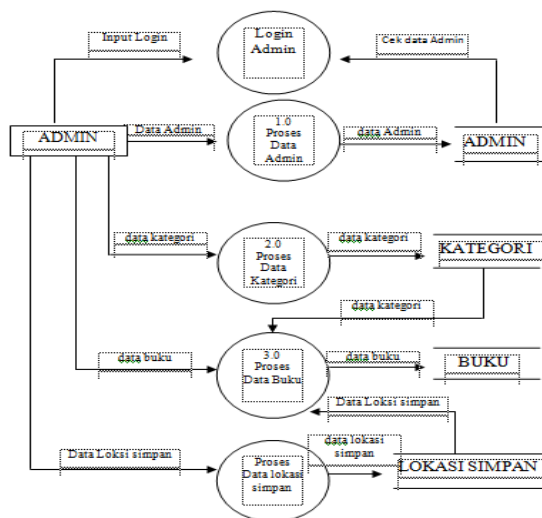 Input Login
Login
Admin
Cek data Admin
ADMIN
Data Admin
1.0
Proses
Data
Admin
data Admin
ADMIN
data kategori
2.0
Proses
Data
Kategori
data kategori
KATEGORI
data kategori
data buku
3.0
Proses
Data Buku
data buku
BUKU
Data Loksi simpan
Data Loksi simpan
Proses
Data lokasi
simpan
data lokasi
simpan
LOKASI SIMPAN